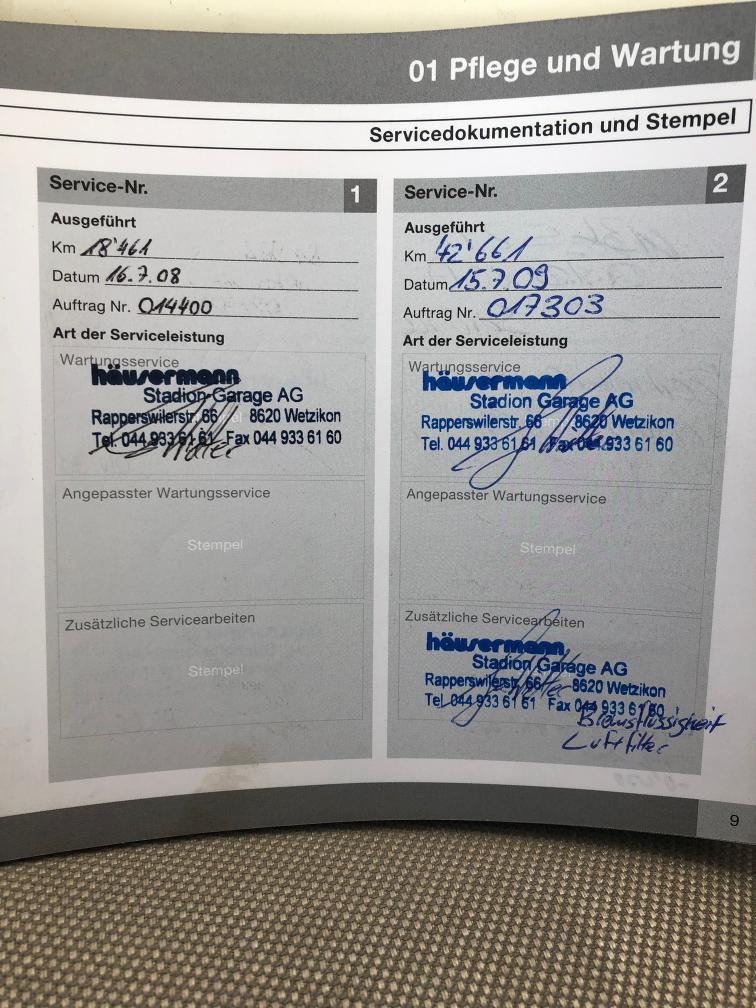 01 Pflege und Wartung
Servicedokumentation und Stempel
Service-Nr. 1
Ausgeführt
Km 18'461
Datum 16.7.08
Auftrag Nr. 014400
Art der Serviceleistung
Wartungsservice
häusermann
Stadion-Garage AG
Rapperswilerstr. 66 8620 Wetzikon
Tel. 044 933 61 61 Fax 044 933 61 60
Angepasster Wartungsservice
Stempel
Zusätzliche Servicearbeiten
Stempel
Service-Nr. 2
Ausgeführt
Km 42'661
Datum 15.7.09
Auftrag Nr. 017303
Art der Serviceleistung
Wartungsservice
häusermann
Stadion Garage AG
Rapperswilerstr. 66 8620 Wetzikon
Tel. 044 933 61 61 Fax 044 933 61 60
Angepasster Wartungsservice
Stempel
Zusätzliche Servicearbeiten
häusermann
Stadion Garage AG
Rapperswilerstr. 66 8620 Wetzikon
Tel. 044 933 61 61 Fax 044 933 61 60
Bremsflüssigkeit
Luftfilter
9